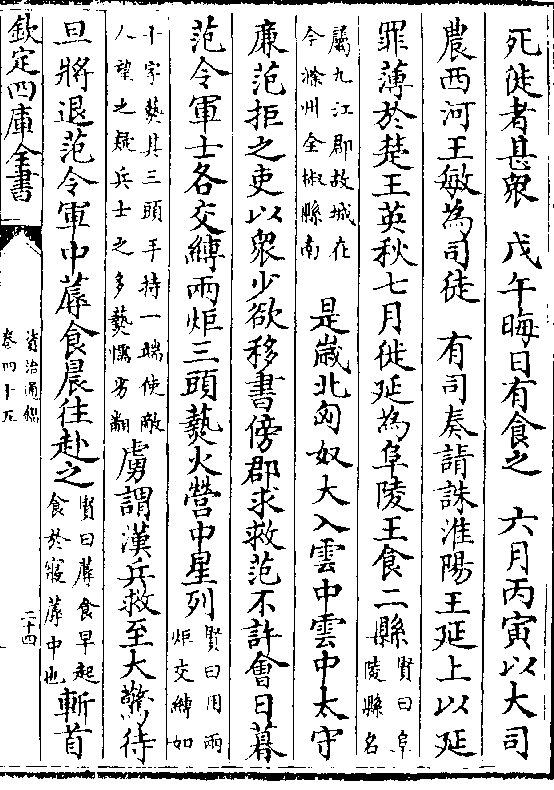 死徙者甚衆　戊午晦日有食之　六月丙寅以大司
農西河王敏為司徒　有司奏請誅淮陽王延上以延
罪薄於楚王英秋七月徙延為阜陵王食二縣賢曰阜陵縣名
屬九江郡故城在今滁州全椒縣南　是歳北匈奴大入雲中雲中太守
廉范拒之吏以衆少欲移書傍郡求救范不許會日暮
范令軍士各交縛兩炬三頭爇火營中星列賢曰用兩炬交縛如
十字爇其三頭手持一端使敵人望之疑兵士之多爇儒劣翻虜謂漢兵救至大驚待
旦將退范令軍中蓐食晨往赴之賢曰蓐食早起食於寢蓐中也斬首
欽定四庫全書
資治通鑑
卷四十五
二十四